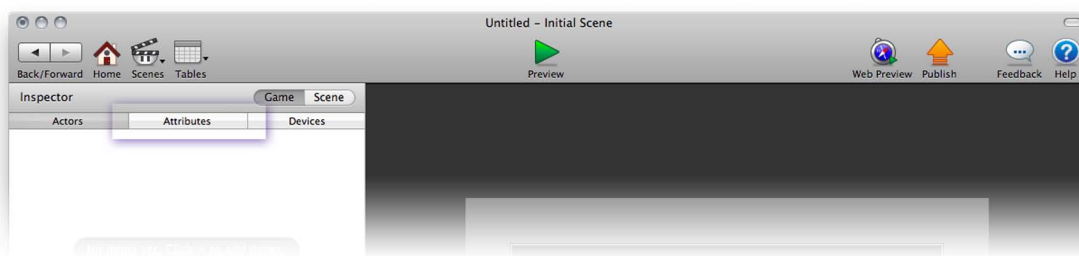 Untitled – Initial Scene
Back/Forward Home Scenes Tables Preview Web Preview Publish Feedback Help
Inspector Game Scene
Actors Attributes Devices